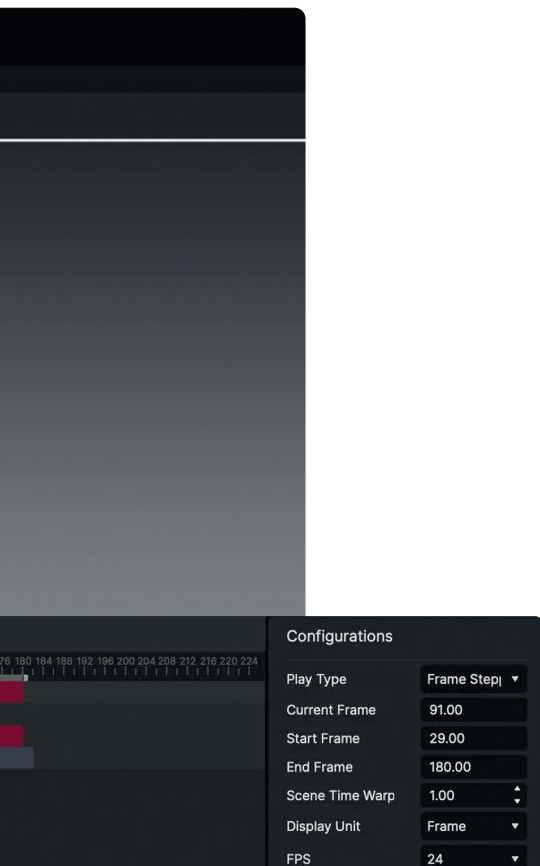 Configurations
76 180 184 188 192 196 200 204 208 212 216 220 224
Play Type Frame Step
Current Frame 91.00
Start Frame 29.00
End Frame 180.00
Scene Time Warp 1.00
Display Unit Frame
FPS 24